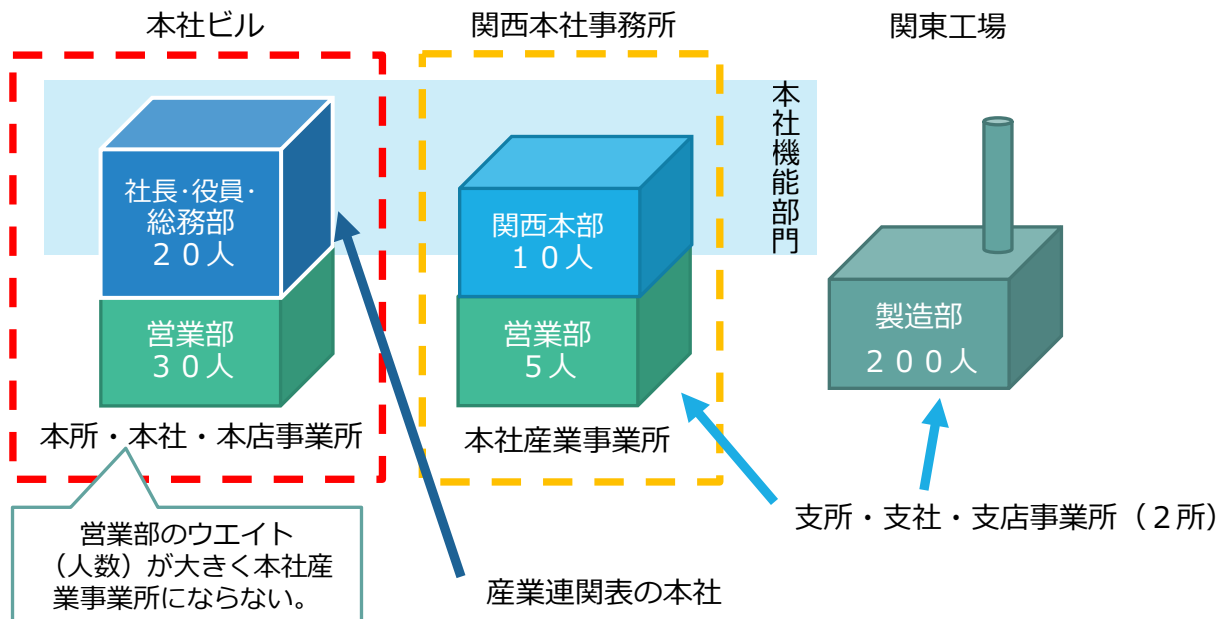 本社ビル
関西本社事務所
関東工場
本社機能部門
社長・役員・
総務部
２０人
営業部
３０人
関西本部
１０人
営業部
５人
製造部
２００人
本所・本社・本店事業所
本社産業事業所
支所・支社・支店事業所（２所）
営業部のウエイト
（人数）が大きく本社産
業事業所にならない。
産業連関表の本社